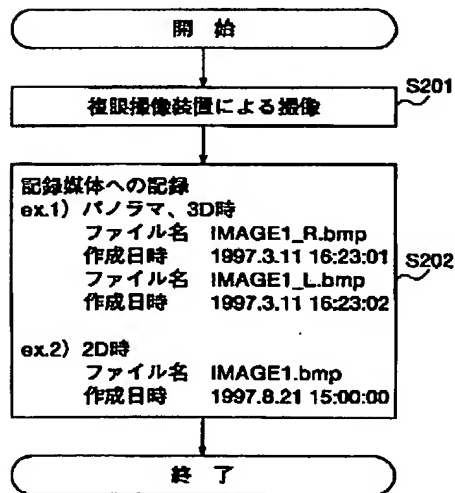 開 始
複眼撮像装置による撮像
S201
記録媒体への記録
ex.1) パノラマ、3D時
ファイル名 IMAGE1_R.bmp
作成日時 1997.3.11 16:23:01
ファイル名 IMAGE1_L.bmp
作成日時 1997.3.11 16:23:02
S202
ex.2) 2D時
ファイル名 IMAGE1.bmp
作成日時 1997.8.21 15:00:00
終 了